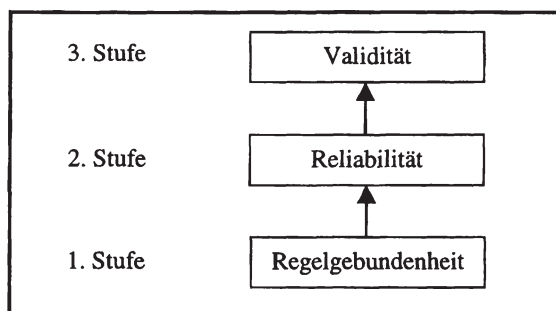 3. Stufe Validität
2. Stufe Reliabilität
1. Stufe Regelgebundenheit